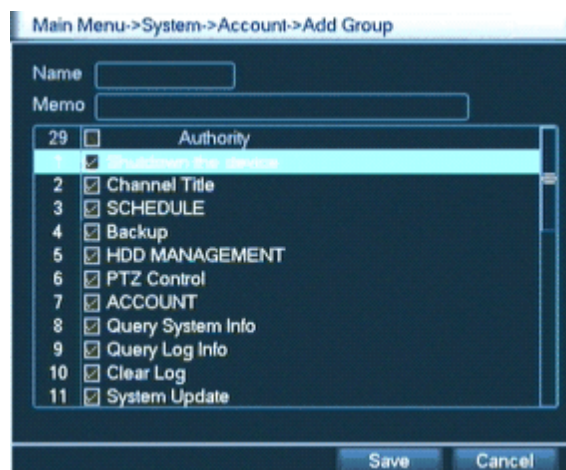 Main Menu->System->Account->Add Group
Name
Memo
29 Authority
1 Shutdown the device
2 Channel Title
3 SCHEDULE
4 Backup
5 HDD MANAGEMENT
6 PTZ Control
7 ACCOUNT
8 Query System Info
9 Query Log Info
10 Clear Log
11 System Update
Save Cancel